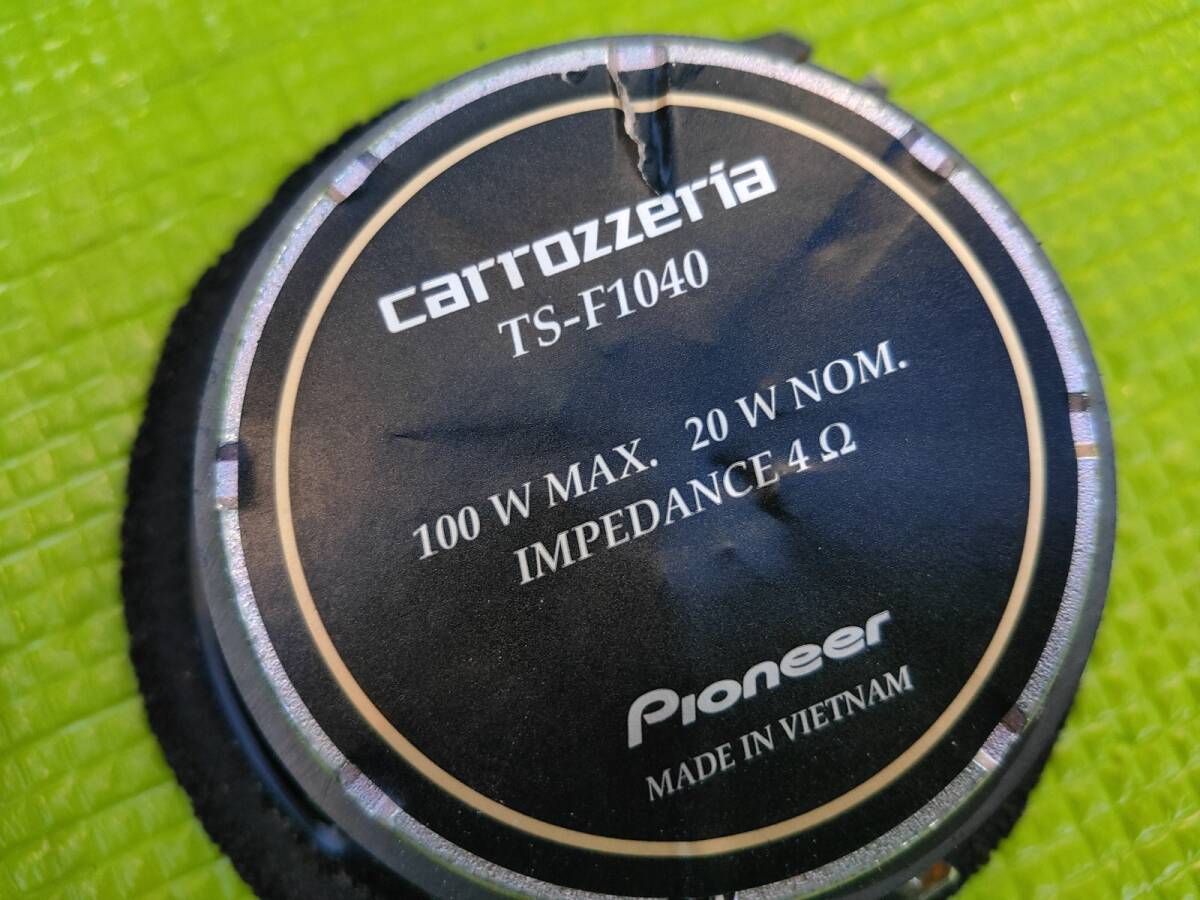 carrozzeria
TS-F1040
100 W MAX. 20 W NOM.
IMPEDANCE 4 Ω
Pioneer
MADE IN VIETNAM